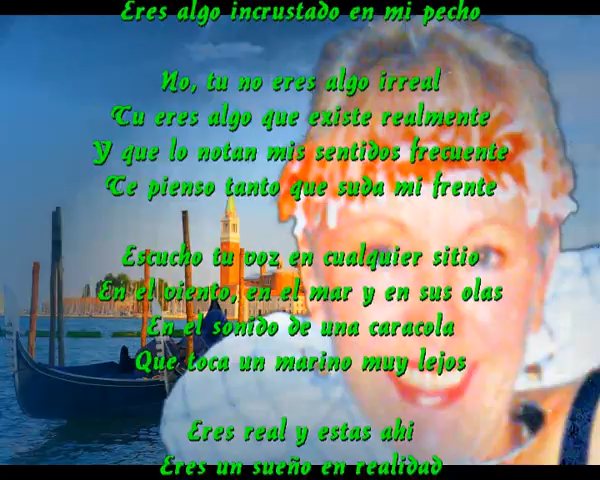 Eres algo incrustado en mi pecho
No, tu no eres algo irreal
Tu eres algo que existe realmente
Y que lo notan mis sentidos frecuente
Te pienso tanto que suda mi frente
Escucho tu voz en cualquier sitio
En el viento, en el mar y en sus olas
En el sonido de una caracola
Que toca un marino muy lejos
Eres real y estas ahi
Eres un sueño en realidad